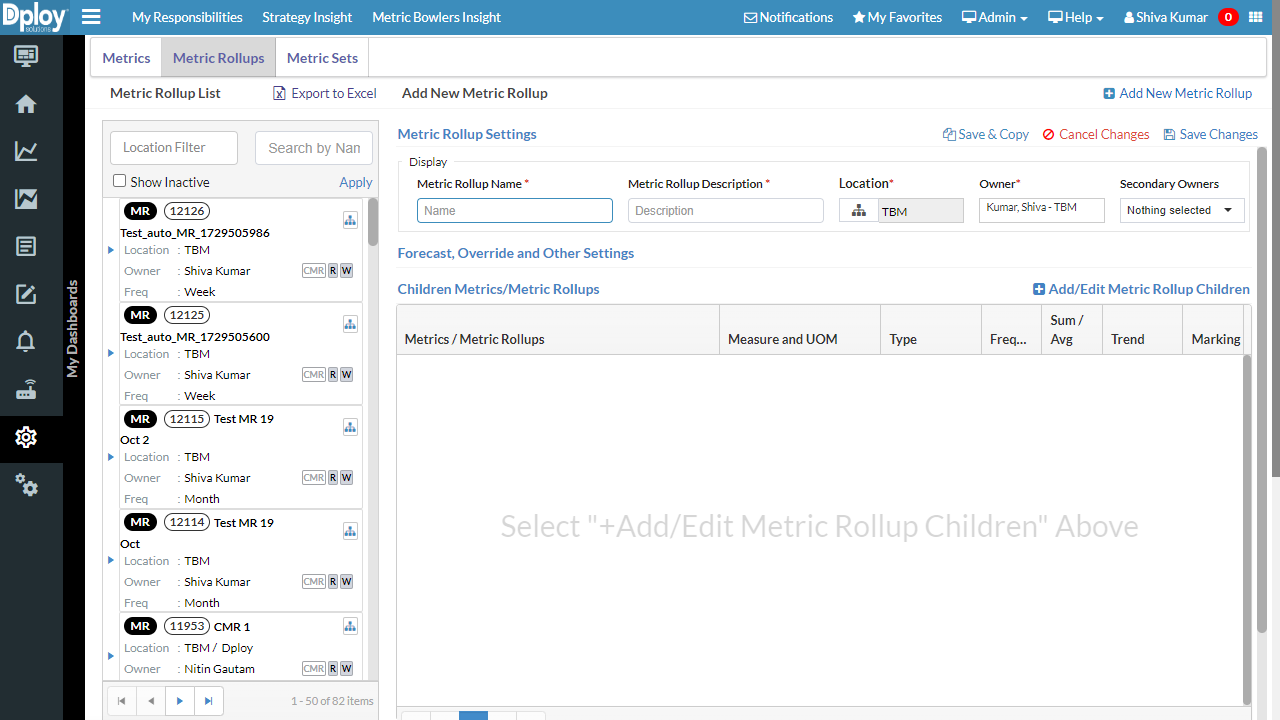 Dploy solutions My Responsibilities Strategy Insight Metric Bowlers Insight Notifications My Favorites Admin Help Shiva Kumar 0
My Dashboards
Metrics Metric Rollups Metric Sets
Metric Rollup List Export to Excel Add New Metric Rollup Add New Metric Rollup
Location Filter Search by Nan
Show Inactive Apply
MR 12126
Test_auto_MR_1729505986
Location : TBM
Owner : Shiva Kumar CMR R W
Freq : Week
MR 12125
Test_auto_MR_1729505600
Location : TBM
Owner : Shiva Kumar CMR R W
Freq : Week
MR 12115 Test MR 19
Oct 2
Location : TBM
Owner : Shiva Kumar CMR R W
Freq : Month
MR 12114 Test MR 19
Oct
Location : TBM
Owner : Shiva Kumar CMR R W
Freq : Month
MR 11953 CMR 1
Location : TBM / Dploy
Owner : Nitin Gautam CMR R W
1 - 50 of 82 items
Metric Rollup Settings Save & Copy Cancel Changes Save Changes
Display
Metric Rollup Name * Metric Rollup Description * Location* Owner* Secondary Owners
Name Description TBM Kumar, Shiva - TBM Nothing selected
Forecast, Override and Other Settings
Children Metrics/Metric Rollups Add/Edit Metric Rollup Children
Metrics / Metric Rollups Measure and UOM Type Freq... Sum / Avg Trend Marking
Select "+Add/Edit Metric Rollup Children" Above